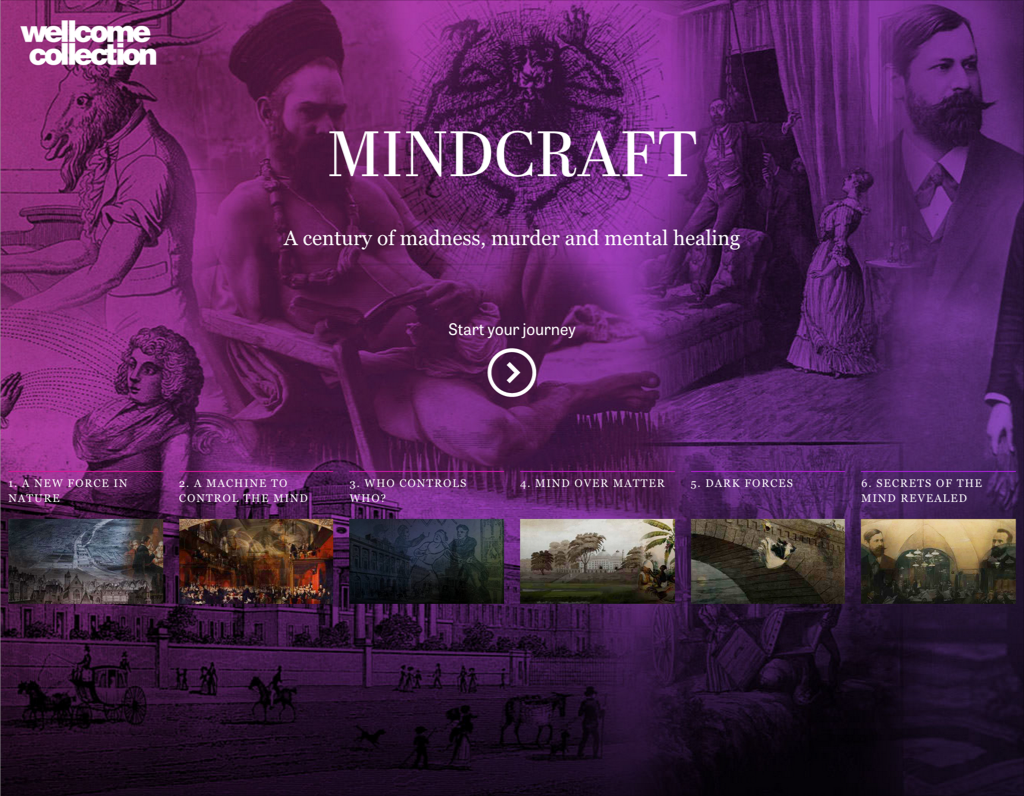 wellcome
collection
MINDCRAFT
A century of madness, murder and mental healing
Start your journey
1. A NEW FORCE IN
NATURE
2. A MACHINE TO
CONTROL THE MIND
3. WHO CONTROLS
WHO?
4. MIND OVER MATTER
5. DARK FORCES
6. SECRETS OF THE
MIND REVEALED